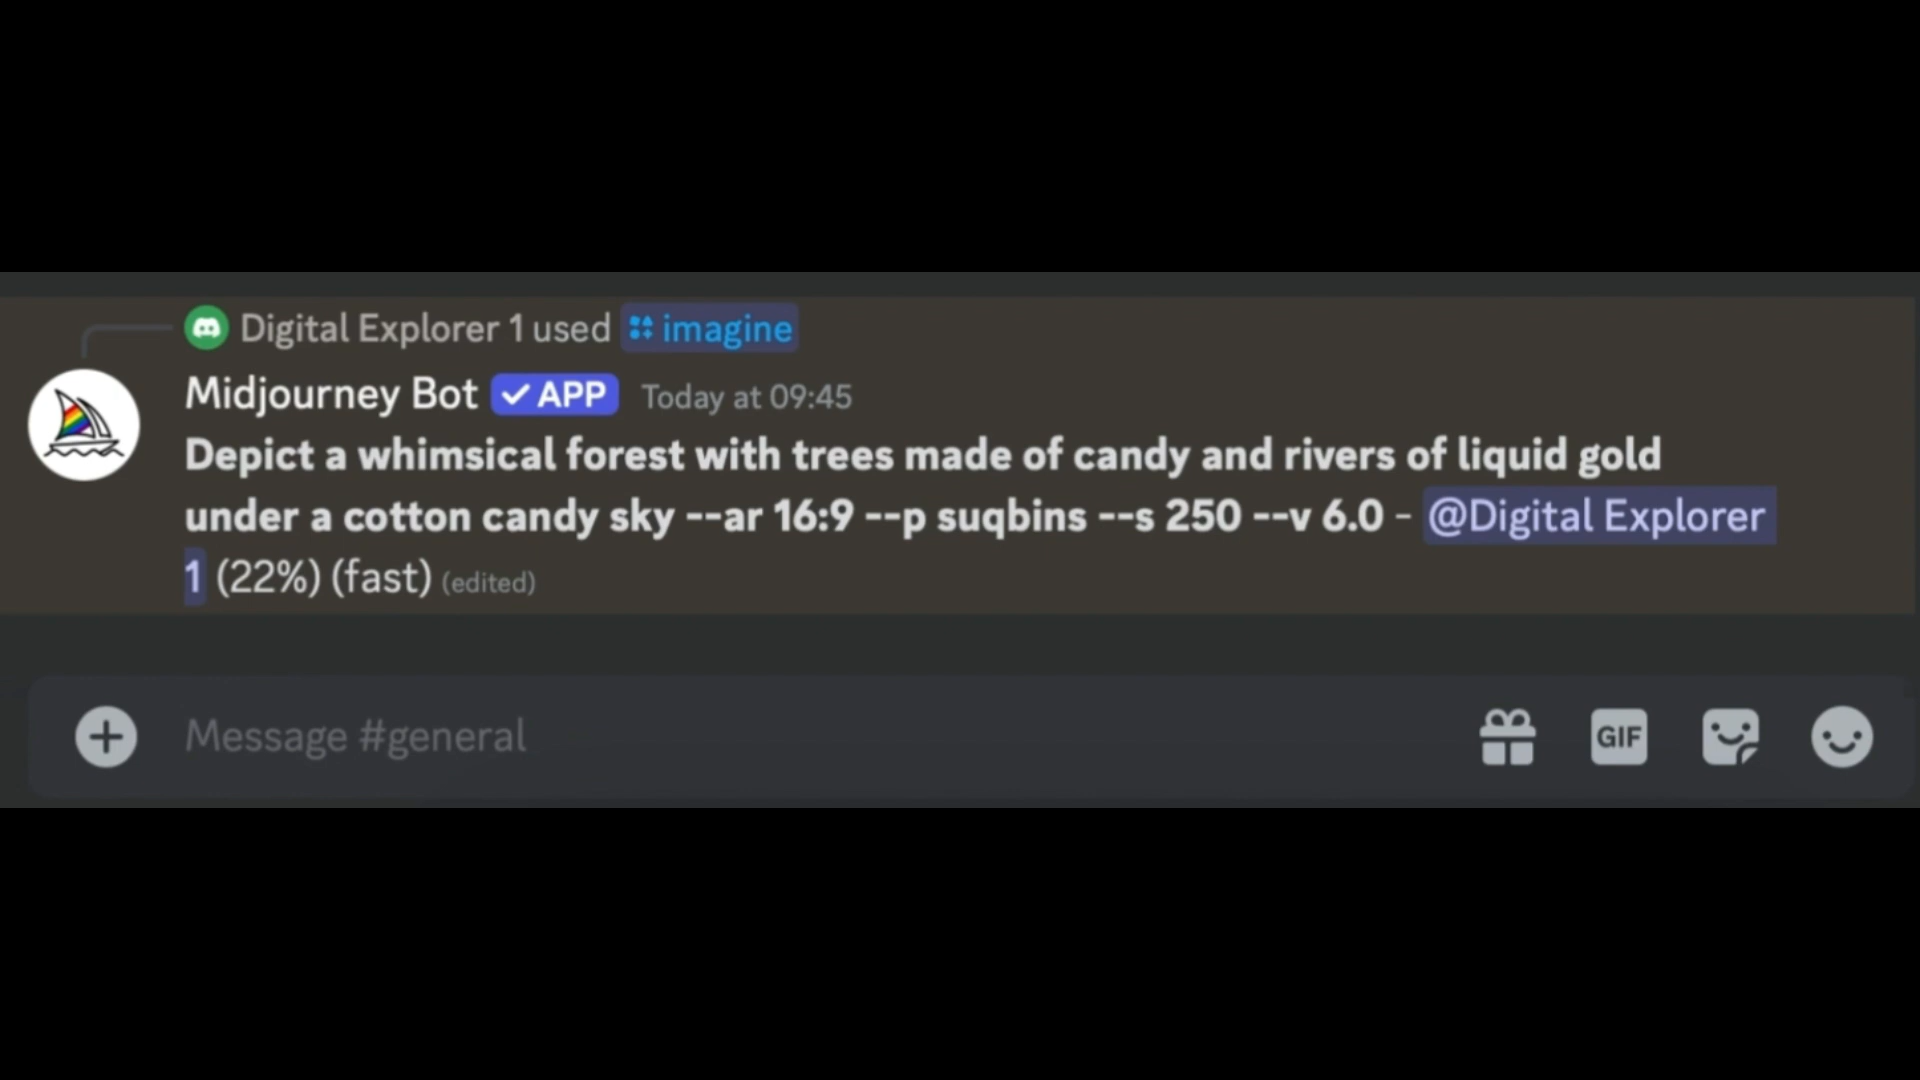 Digital Explorer 1 used imagine
Midjourney Bot APP Today at 09:45
Depict a whimsical forest with trees made of candy and rivers of liquid gold
under a cotton candy sky --ar 16:9 --p suqbins --s 250 --v 6.0 - @Digital Explorer
1 (22%) (fast) (edited)
Message #general GIF